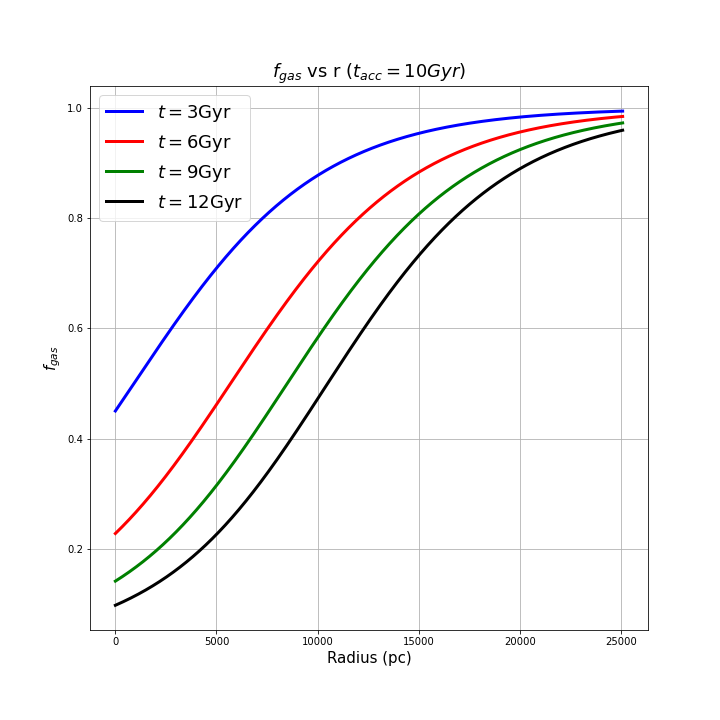 f_gas vs r (t_acc = 10Gyr)
t = 3Gyr
t = 6Gyr
t = 9Gyr
t = 12Gyr
1.0
0.8
0.6
0.4
0.2
f_gas
0 5000 10000 15000 20000 25000
Radius (pc)